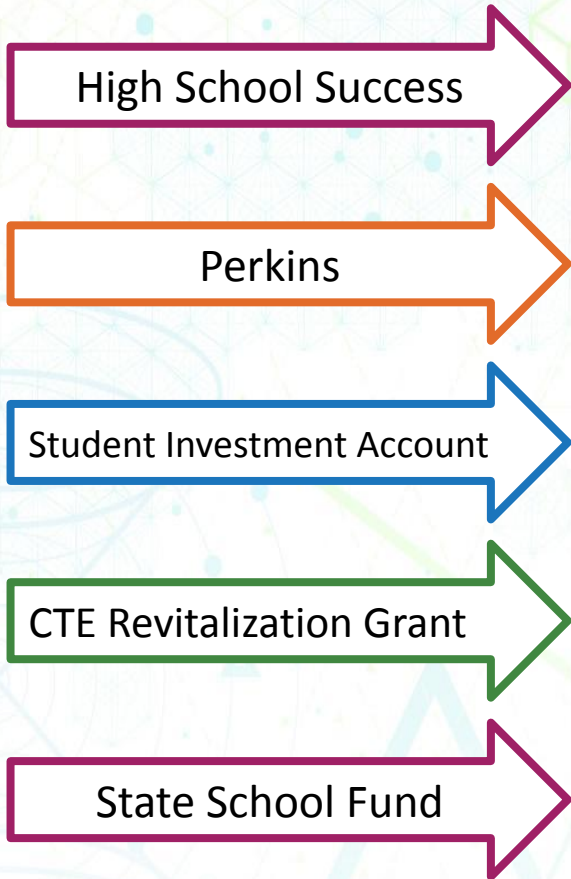 High School Success
Perkins
Student Investment Account
CTE Revitalization Grant
State School Fund